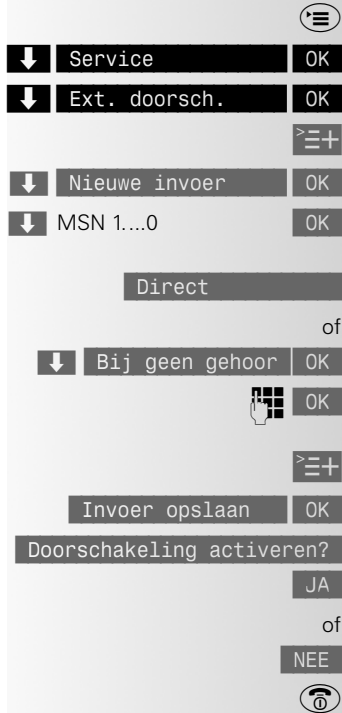 Service OK
Ext. doorsch. OK
Nieuwe invoer OK
MSN 1....0 OK
Direct
of
Bij geen gehoor OK
OK
Invoer opslaan OK
Doorschakeling activeren?
JA
of
NEE